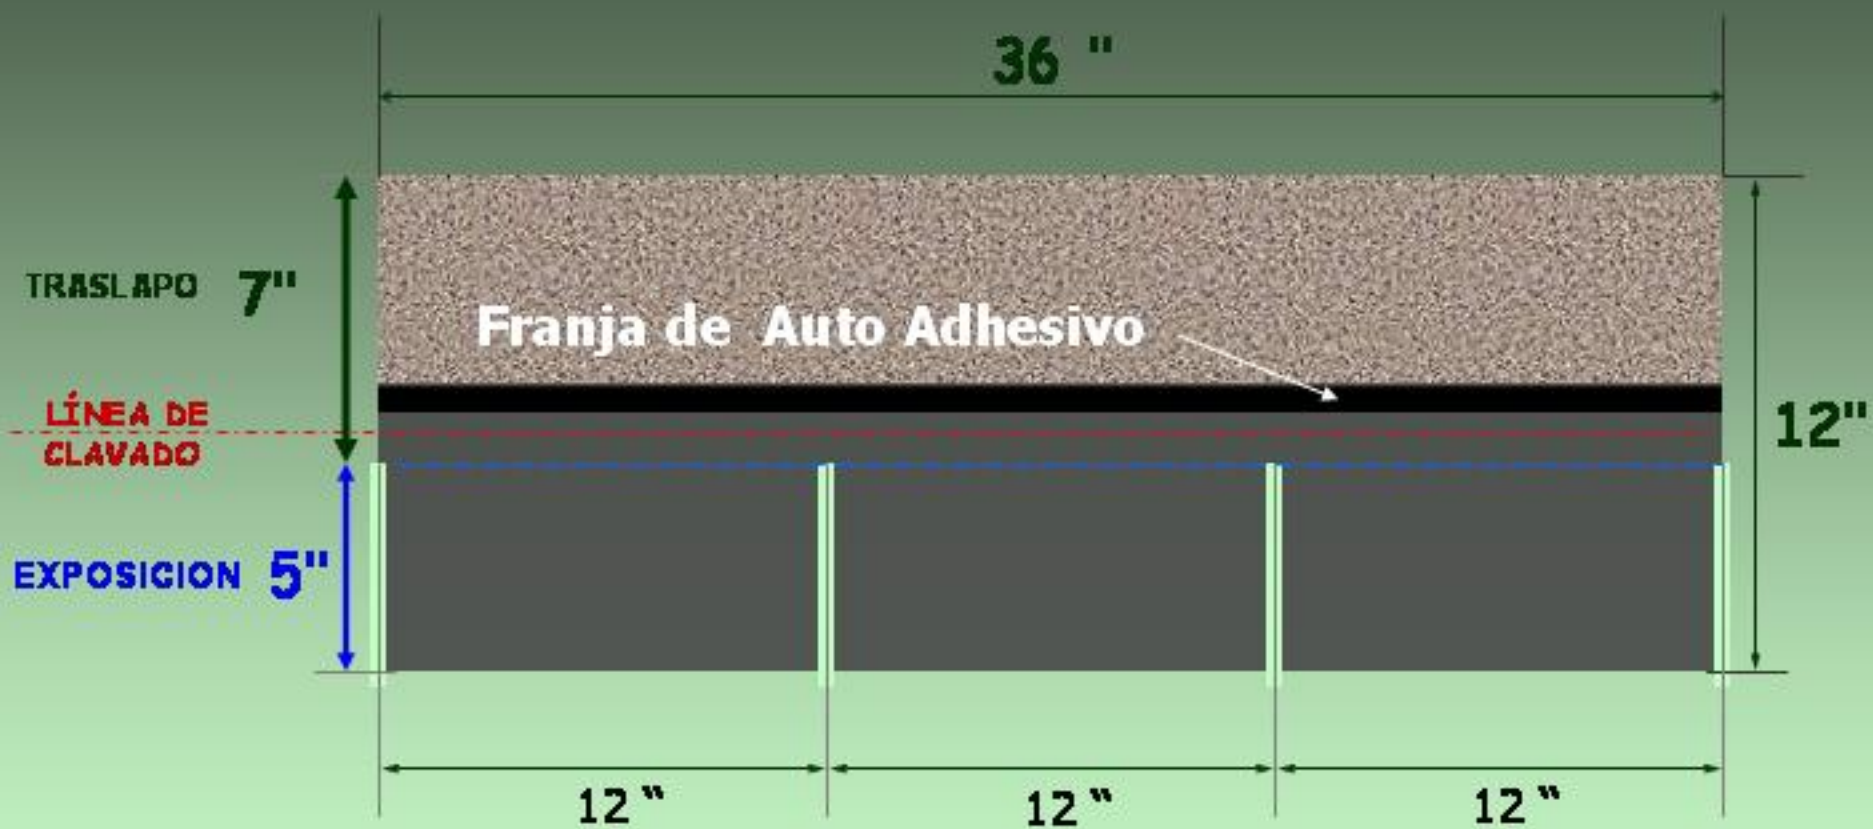 36 "
TRASLAPO 7"
Franja de Auto Adhesivo
LÍNEA DE
CLAVADO
12"
EXPOSICION 5"
12 "
12 "
12 "